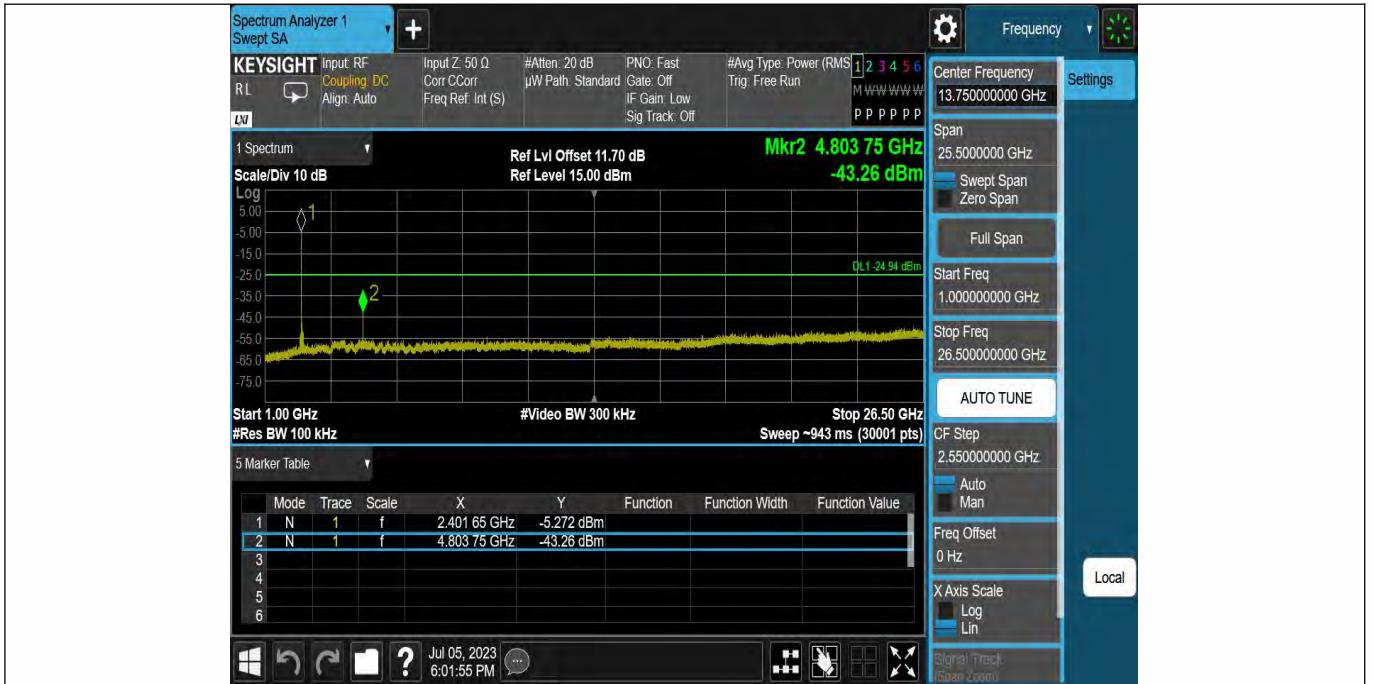 Spectrum Analyzer 1
Swept SA
+
Frequency
KEYSIGHT
RL
LXI
Input: RF
Coupling: DC
Align: Auto
Input Z: 50 Ω
Corr CCorr
Freq Ref: Int (S)
#Atten: 20 dB
µW Path: Standard
PNO: Fast
Gate: Off
IF Gain: Low
Sig Track: Off
#Avg Type: Power (RMS
Trig: Free Run
1 2 3 4 5 6
M W W W W W
P P P P P P
1 Spectrum
Scale/Div 10 dB
Ref Lvl Offset 11.70 dB
Ref Level 15.00 dBm
Mkr2 4.803 75 GHz
-43.26 dBm
Log
5.00
-5.00
-15.0
-25.0
-35.0
-45.0
-55.0
-65.0
-75.0
1
2
DL1 -24.94 dBm
Start 1.00 GHz
#Video BW 300 kHz
Stop 26.50 GHz
#Res BW 100 kHz
Sweep ~943 ms (30001 pts)
5 Marker Table
Mode Trace Scale X Y Function Function Width Function Value
1 N 1 f 2.401 65 GHz -5.272 dBm
2 N 1 f 4.803 75 GHz -43.26 dBm
3
4
5
6
Jul 05, 2023
6:01:55 PM
?
Center Frequency
13.750000000 GHz
Settings
Span
25.5000000 GHz
Swept Span
Zero Span
Full Span
Start Freq
1.000000000 GHz
Stop Freq
26.500000000 GHz
AUTO TUNE
CF Step
2.550000000 GHz
Auto
Man
Freq Offset
0 Hz
X Axis Scale
Log
Lin
Local
Signal Track
(Span Zoom)